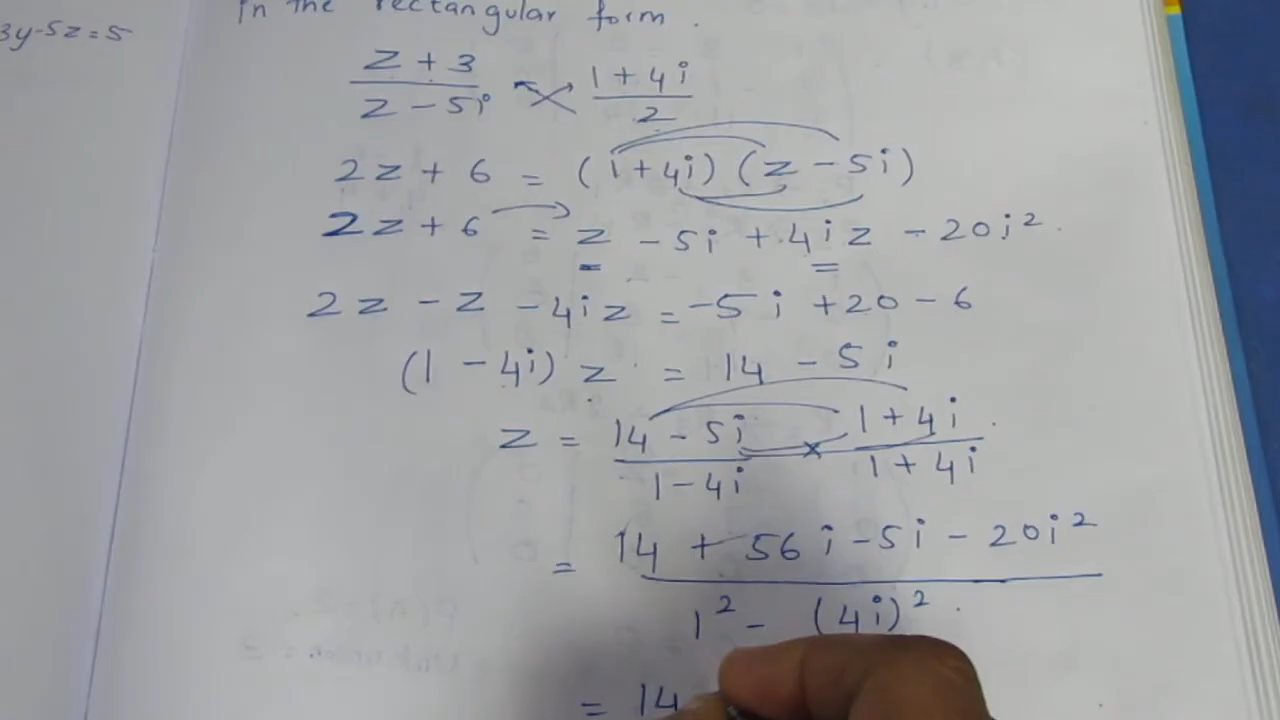 3y-5z=5
in the rectangular form.
z+3 / z-5i × 1+4i / 2
2z+6 = (1+4i)(z-5i)
2z+6 = z-5i+4iz-20i²
2z-z-4iz = -5i+20-6
(1-4i)z = 14-5i
z = 14-5i / 1-4i × 1+4i / 1+4i
= 14+56i-5i-20i² / 1²-(4i)²
= 14